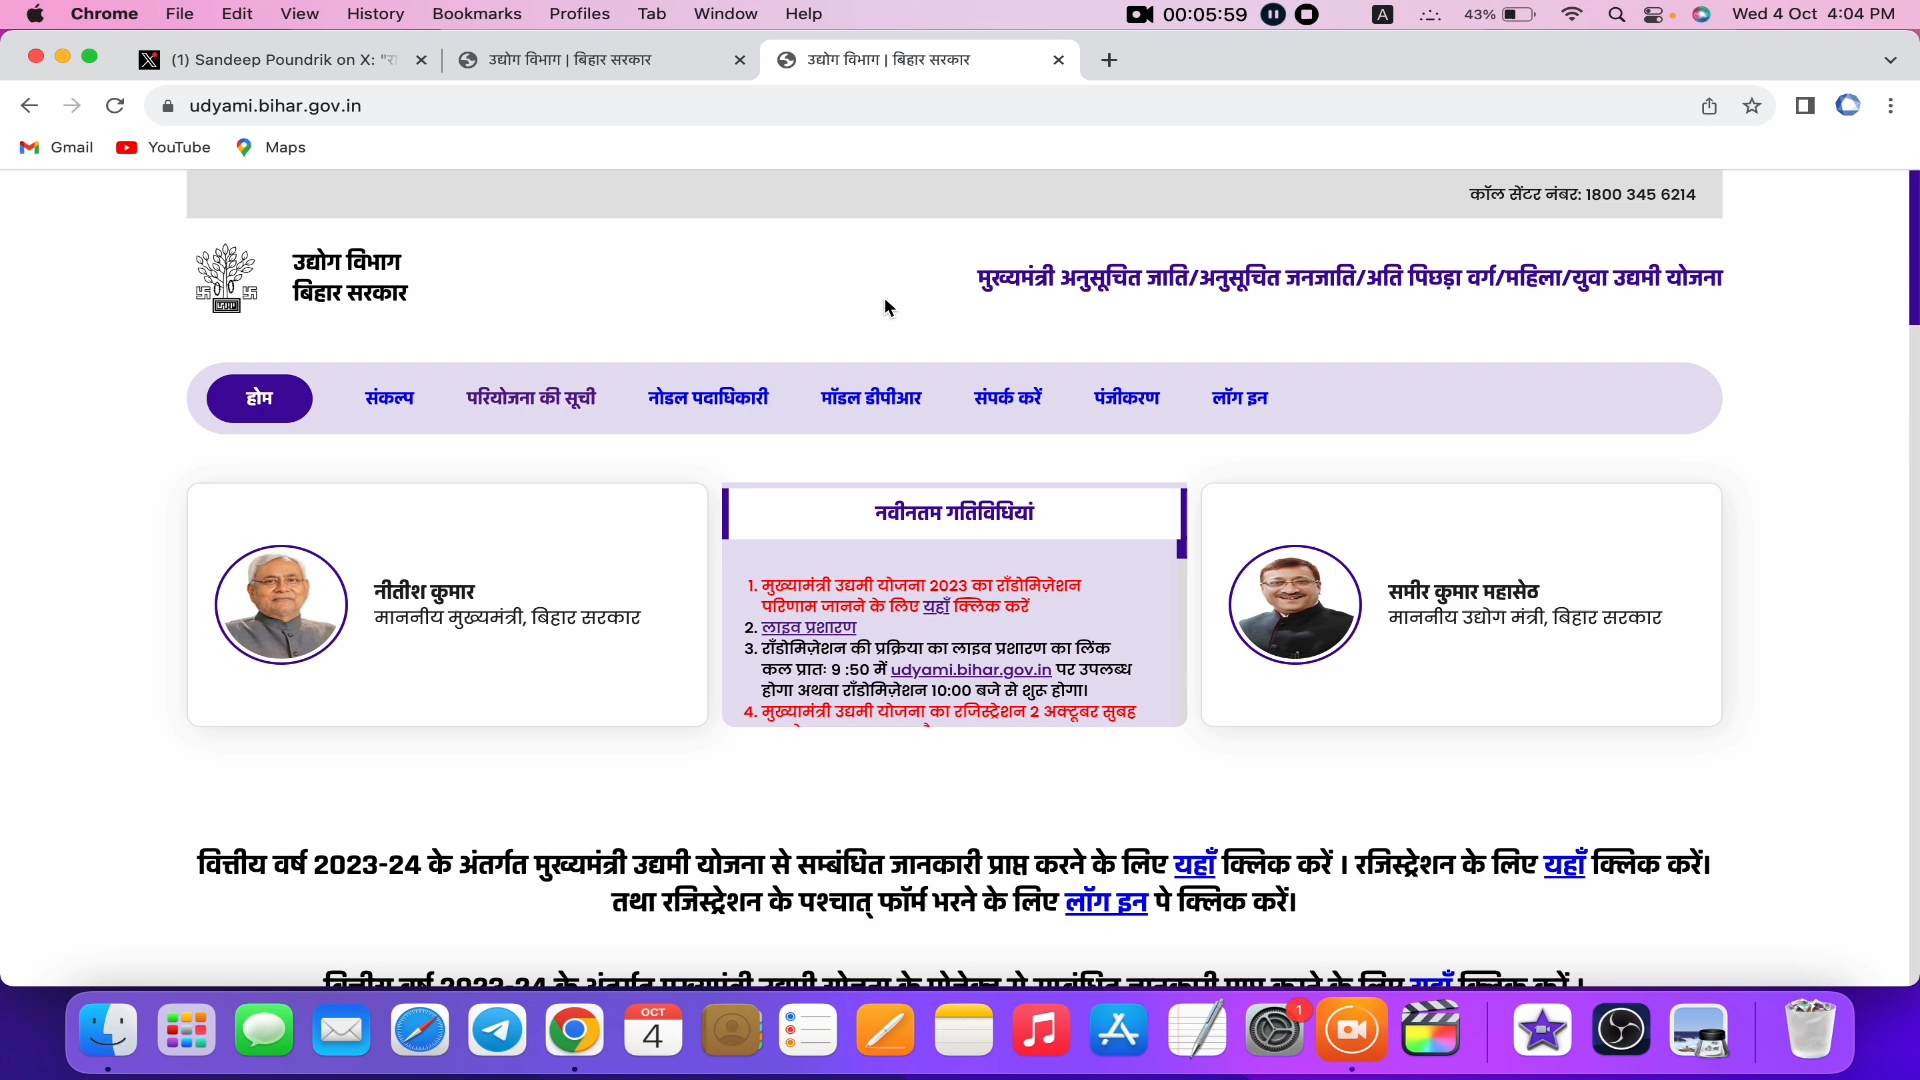 Chrome File Edit View History Bookmarks Profiles Tab Window Help 00:05:59 A 43% Wed 4 Oct 4:04 PM
(1) Sandeep Poundrik on X: "रा
उद्योग विभाग | बिहार सरकार
उद्योग विभाग | बिहार सरकार
udyami.bihar.gov.in
Gmail YouTube Maps
कॉल सेंटर नंबर: 1800 345 6214
उद्योग विभाग
बिहार सरकार
मुख्यमंत्री अनुसूचित जाति/अनुसूचित जनजाति/अति पिछड़ा वर्ग/महिला/युवा उद्यमी योजना
होम संकल्प परियोजना की सूची नोडल पदाधिकारी मॉडल डीपीआर संपर्क करें पंजीकरण लॉग इन
नीतीश कुमार
माननीय मुख्यमंत्री, बिहार सरकार
नवीनतम गतिविधियां
1. मुख्यामंत्री उद्यमी योजना 2023 का राँडोमिज़ेशन
परिणाम जानने के लिए यहाँ क्लिक करें
2. लाइव प्रशारण
3. राँडोमिज़ेशन की प्रक्रिया का लाइव प्रशारण का लिंक
कल प्रातः 9 :50 में udyami.bihar.gov.in पर उपलब्ध
होगा अथवा राँडोमिज़ेशन 10:00 बजे से शुरू होगा।
4. मुख्यामंत्री उद्यमी योजना का रजिस्ट्रेशन 2 अक्टूबर सुबह
समीर कुमार महासेठ
माननीय उद्योग मंत्री, बिहार सरकार
वित्तीय वर्ष 2023-24 के अंतर्गत मुख्यमंत्री उद्यमी योजना से सम्बंधित जानकारी प्राप्त करने के लिए यहाँ क्लिक करें । रजिस्ट्रेशन के लिए यहाँ क्लिक करें।
तथा रजिस्ट्रेशन के पश्चात् फॉर्म भरने के लिए लॉग इन पे क्लिक करें।
OCT
4
1